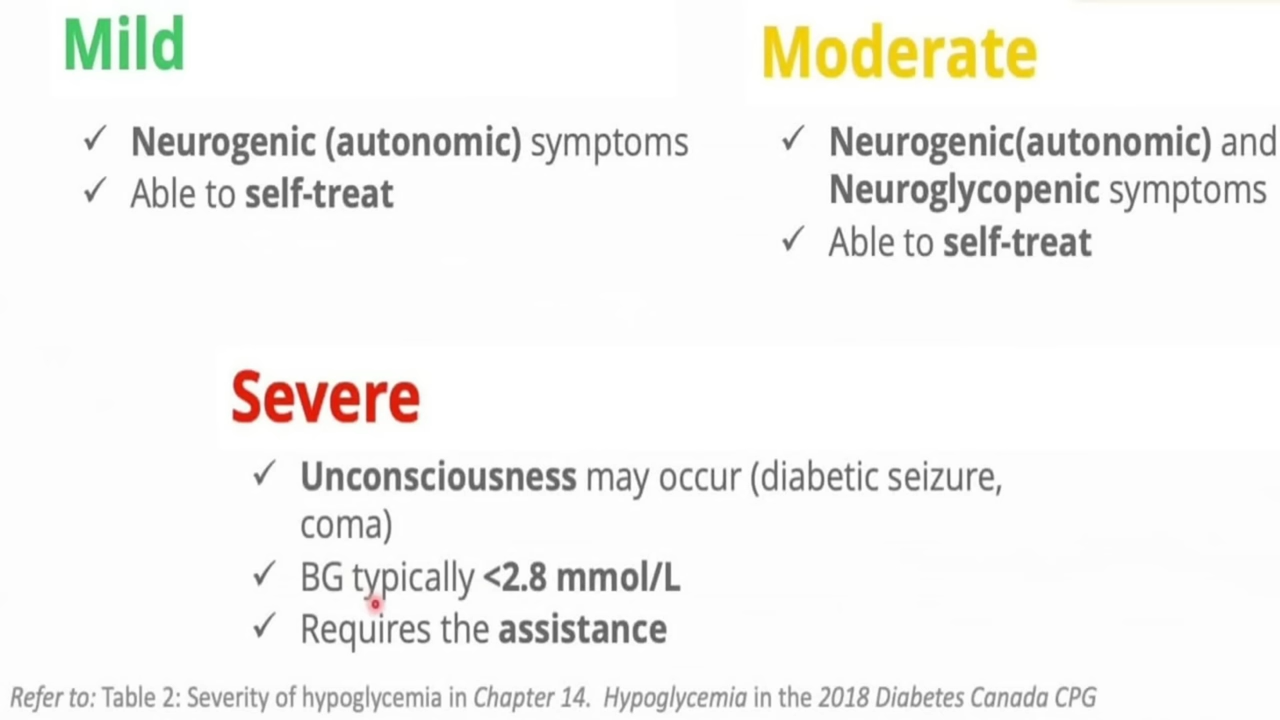 Mild
✓ Neurogenic (autonomic) symptoms
✓ Able to self-treat
Moderate
✓ Neurogenic(autonomic) and
Neuroglycopenic symptoms
✓ Able to self-treat
Severe
✓ Unconsciousness may occur (diabetic seizure,
coma)
✓ BG typically <2.8 mmol/L
✓ Requires the assistance
Refer to: Table 2: Severity of hypoglycemia in Chapter 14. Hypoglycemia in the 2018 Diabetes Canada CPG